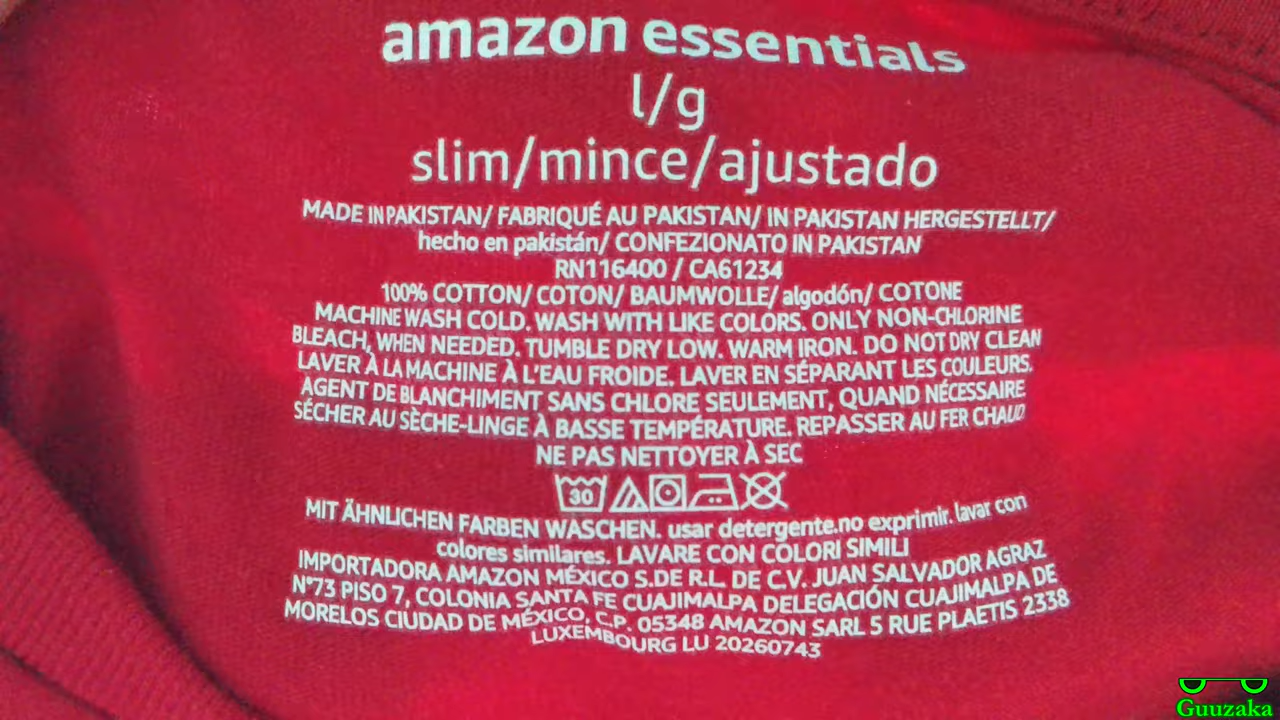 amazon essentials
l/g
slim/mince/ajustado
MADE IN PAKISTAN/ FABRIQUÉ AU PAKISTAN/ IN PAKISTAN HERGESTELLT/
hecho en pakistán/ CONFEZIONATO IN PAKISTAN
RN116400 / CA61234
100% COTTON/ COTON/ BAUMWOLLE/ algodón/ COTONE
MACHINE WASH COLD. WASH WITH LIKE COLORS. ONLY NON-CHLORINE
BLEACH, WHEN NEEDED. TUMBLE DRY LOW. WARM IRON. DO NOT DRY CLEAN
LAVER À LA MACHINE À L'EAU FROIDE. LAVER EN SÉPARANT LES COULEURS.
AGENT DE BLANCHIMENT SANS CHLORE SEULEMENT, QUAND NÉCESSAIRE
SÉCHER AU SÈCHE-LINGE À BASSE TEMPÉRATURE. REPASSER AU FER CHAUD
NE PAS NETTOYER À SEC
30
MIT ÄHNLICHEN FARBEN WASCHEN. usar detergente.no exprimir. lavar con
colores similares. LAVARE CON COLORI SIMILI
IMPORTADORA AMAZON MÉXICO S.DE R.L. DE C.V. JUAN SALVADOR AGRAZ
N°73 PISO 7, COLONIA SANTA FE CUAJIMALPA DELEGACIÓN CUAJIMALPA DE
MORELOS CIUDAD DE MÉXICO, C.P. 05348 AMAZON SARL 5 RUE PLAETIS 2338
LUXEMBOURG LU 20260743
Guuzaka